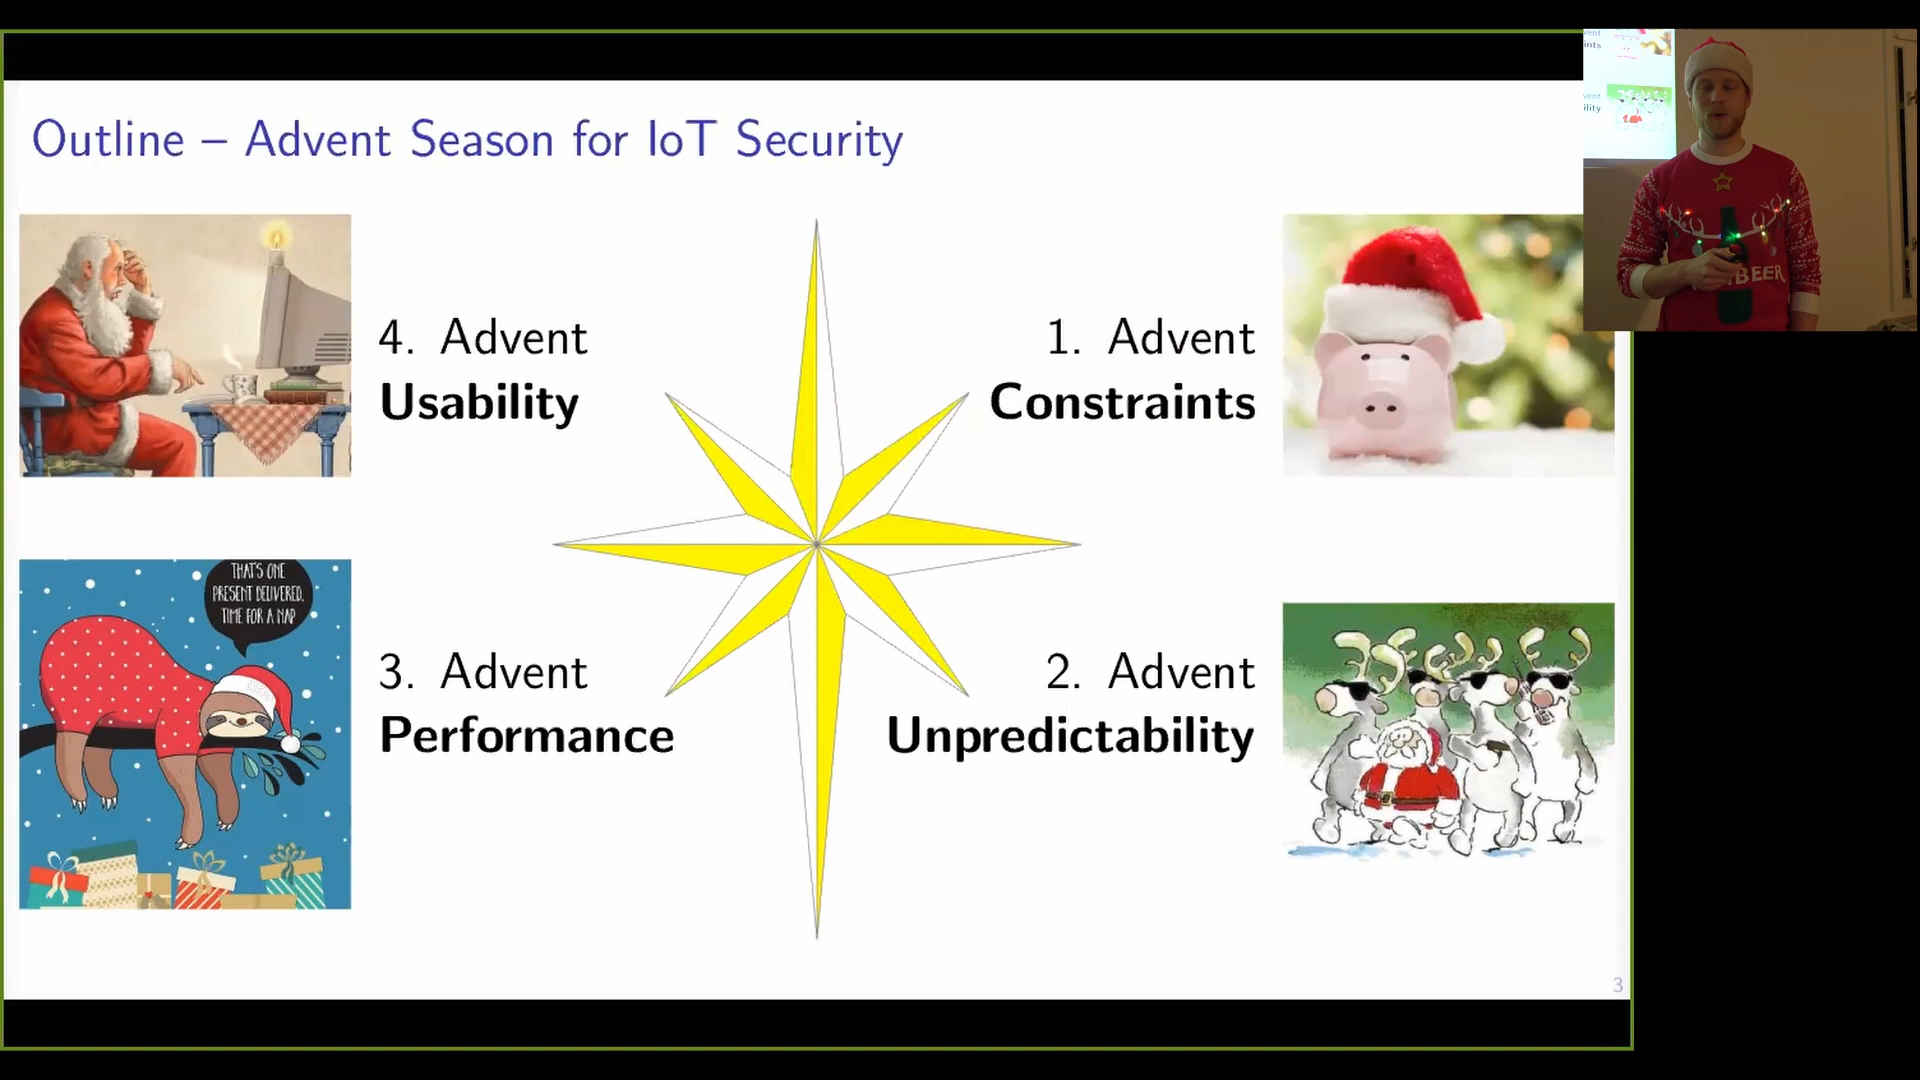 Outline – Advent Season for IoT Security
4. Advent
Usability
1. Advent
Constraints
THAT'S ONE
PRESENT DELIVERED.
TIME FOR A NAP
3. Advent
Performance
2. Advent
Unpredictability
3
BEER